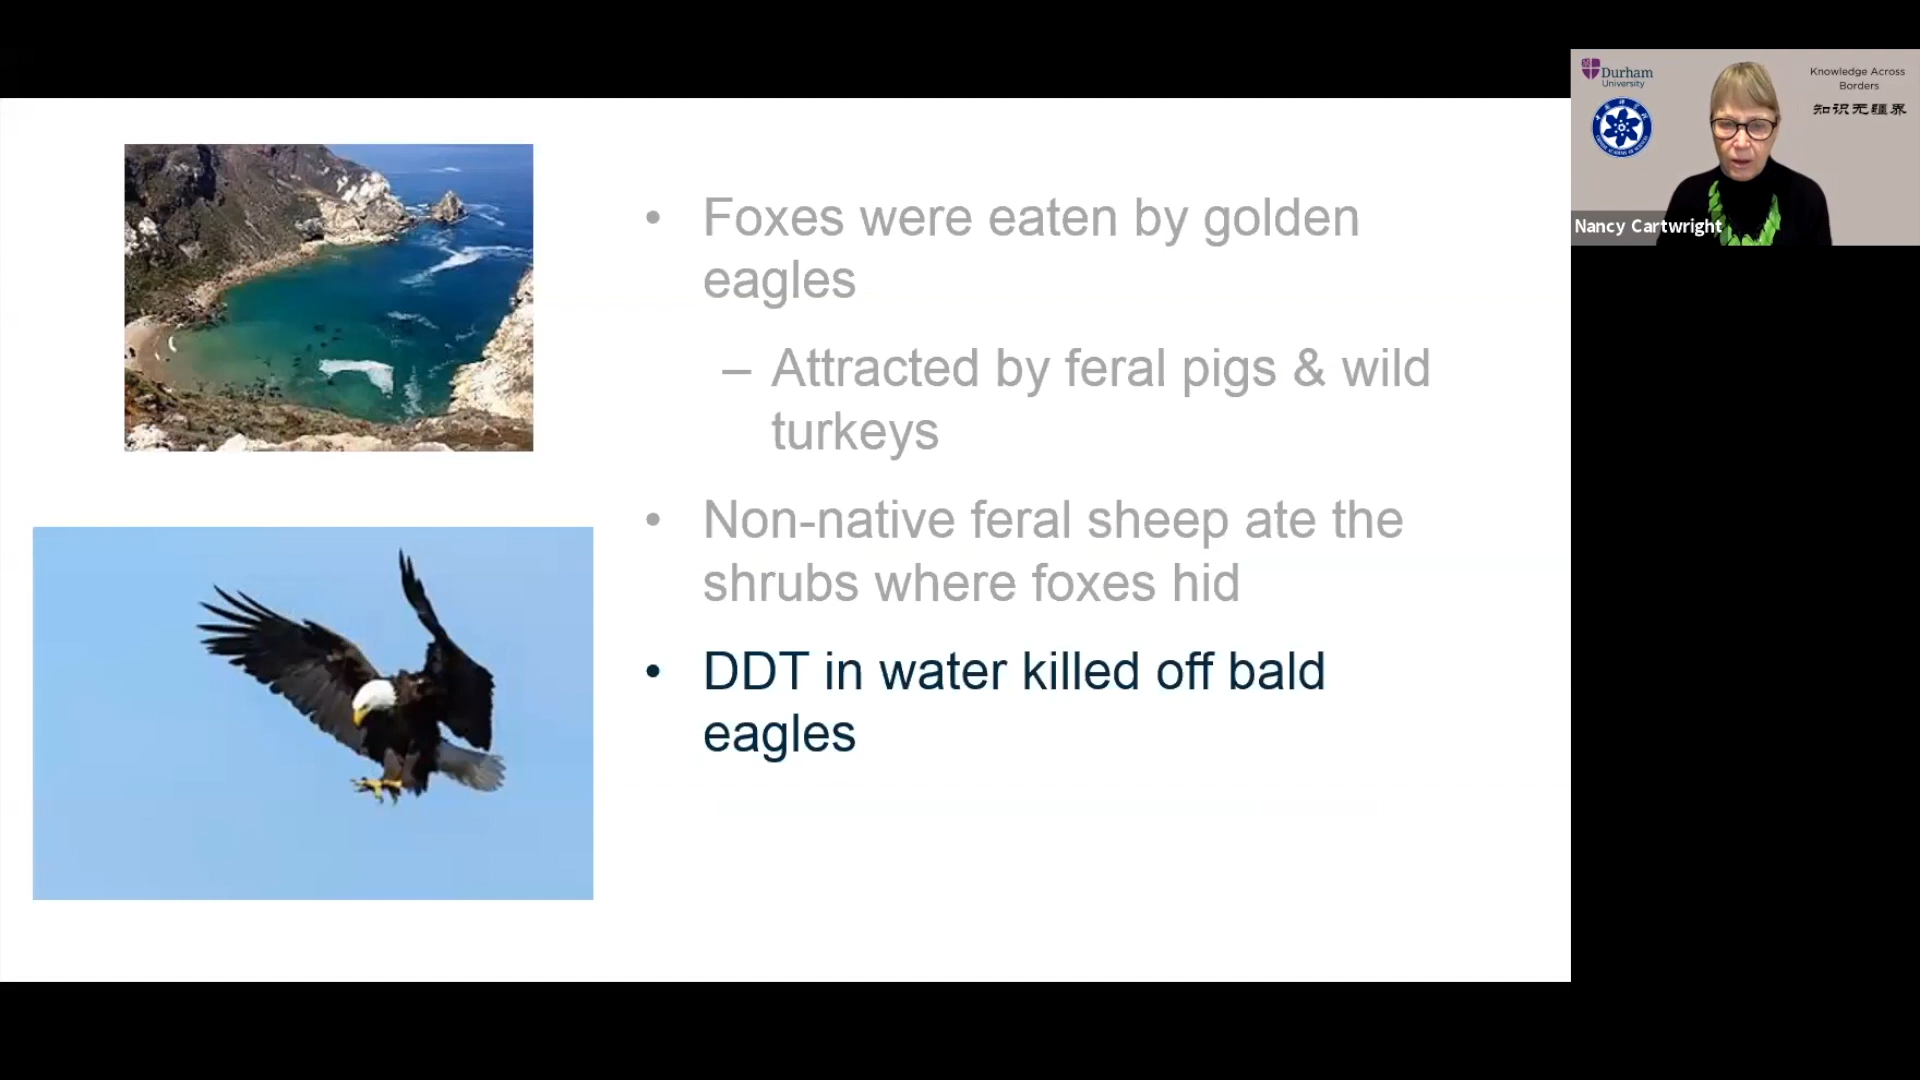 • Foxes were eaten by golden
eagles
– Attracted by feral pigs & wild
turkeys
• Non-native feral sheep ate the
shrubs where foxes hid
• DDT in water killed off bald
eagles
Durham
University
Knowledge Across
Borders
知识无疆界
Nancy Cartwright